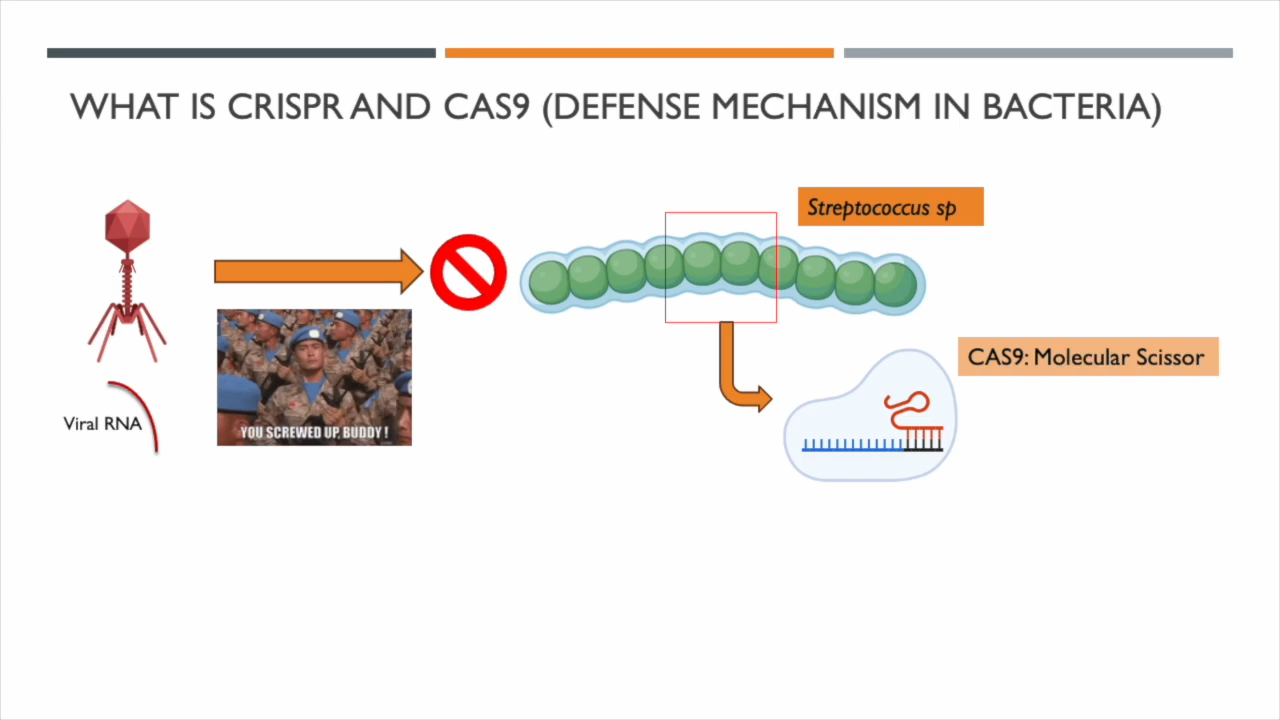 WHAT IS CRISPR AND CAS9 (DEFENSE MECHANISM IN BACTERIA)
Streptococcus sp
CAS9: Molecular Scissor
Viral RNA
YOU SCREWED UP, BUDDY !